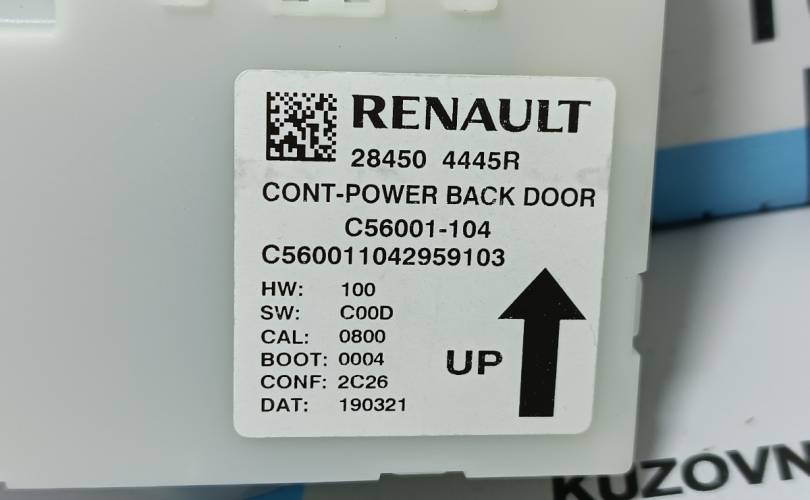 RENAULT
28450 4445R
CONT-POWER BACK DOOR
C56001-104
C560011042959103
HW: 100
SW: C00D
CAL: 0800
BOOT: 0004
CONF: 2C26
DAT: 190321
UP
KUZOVN